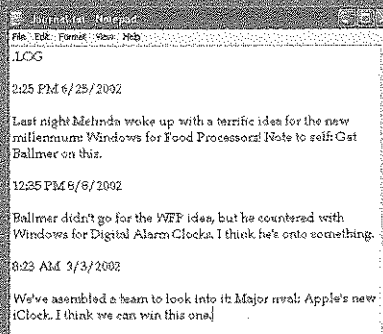 Journal.txt - Notepad
File Edit Format View Help
.LOG
2:25 PM 6/25/2002
Last night Melinda woke up with a terrific idea for the new
millennium: Windows for Food Processors! Note to self: Get
Ballmer on this.
12:35 PM 8/8/2002
Ballmer didn't go for the WFP idea, but he countered with
Windows for Digital Alarm Clocks. I think he's onto something.
8:23 AM 3/3/2002
We've asembled a team to look into it. Major rival: Apple's new
iClock. I think we can win this one.